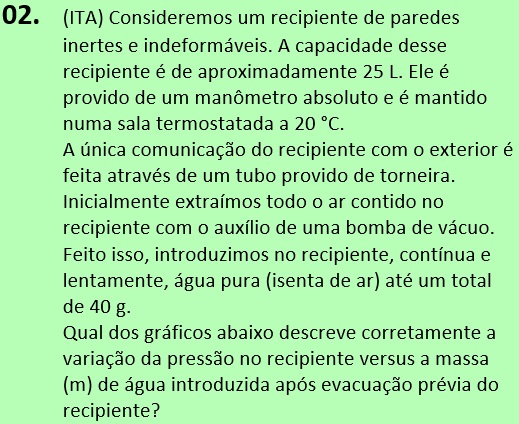 02. (ITA) Consideremos um recipiente de paredes
inertes e indeformáveis. A capacidade desse
recipiente é de aproximadamente 25 L. Ele é
provido de um manômetro absoluto e é mantido
numa sala termostatada a 20 °C.
A única comunicação do recipiente com o exterior é
feita através de um tubo provido de torneira.
Inicialmente extraímos todo o ar contido no
recipiente com o auxílio de uma bomba de vácuo.
Feito isso, introduzimos no recipiente, contínua e
lentamente, água pura (isenta de ar) até um total
de 40 g.
Qual dos gráficos abaixo descreve corretamente a
variação da pressão no recipiente versus a massa
(m) de água introduzida após evacuação prévia do
recipiente?